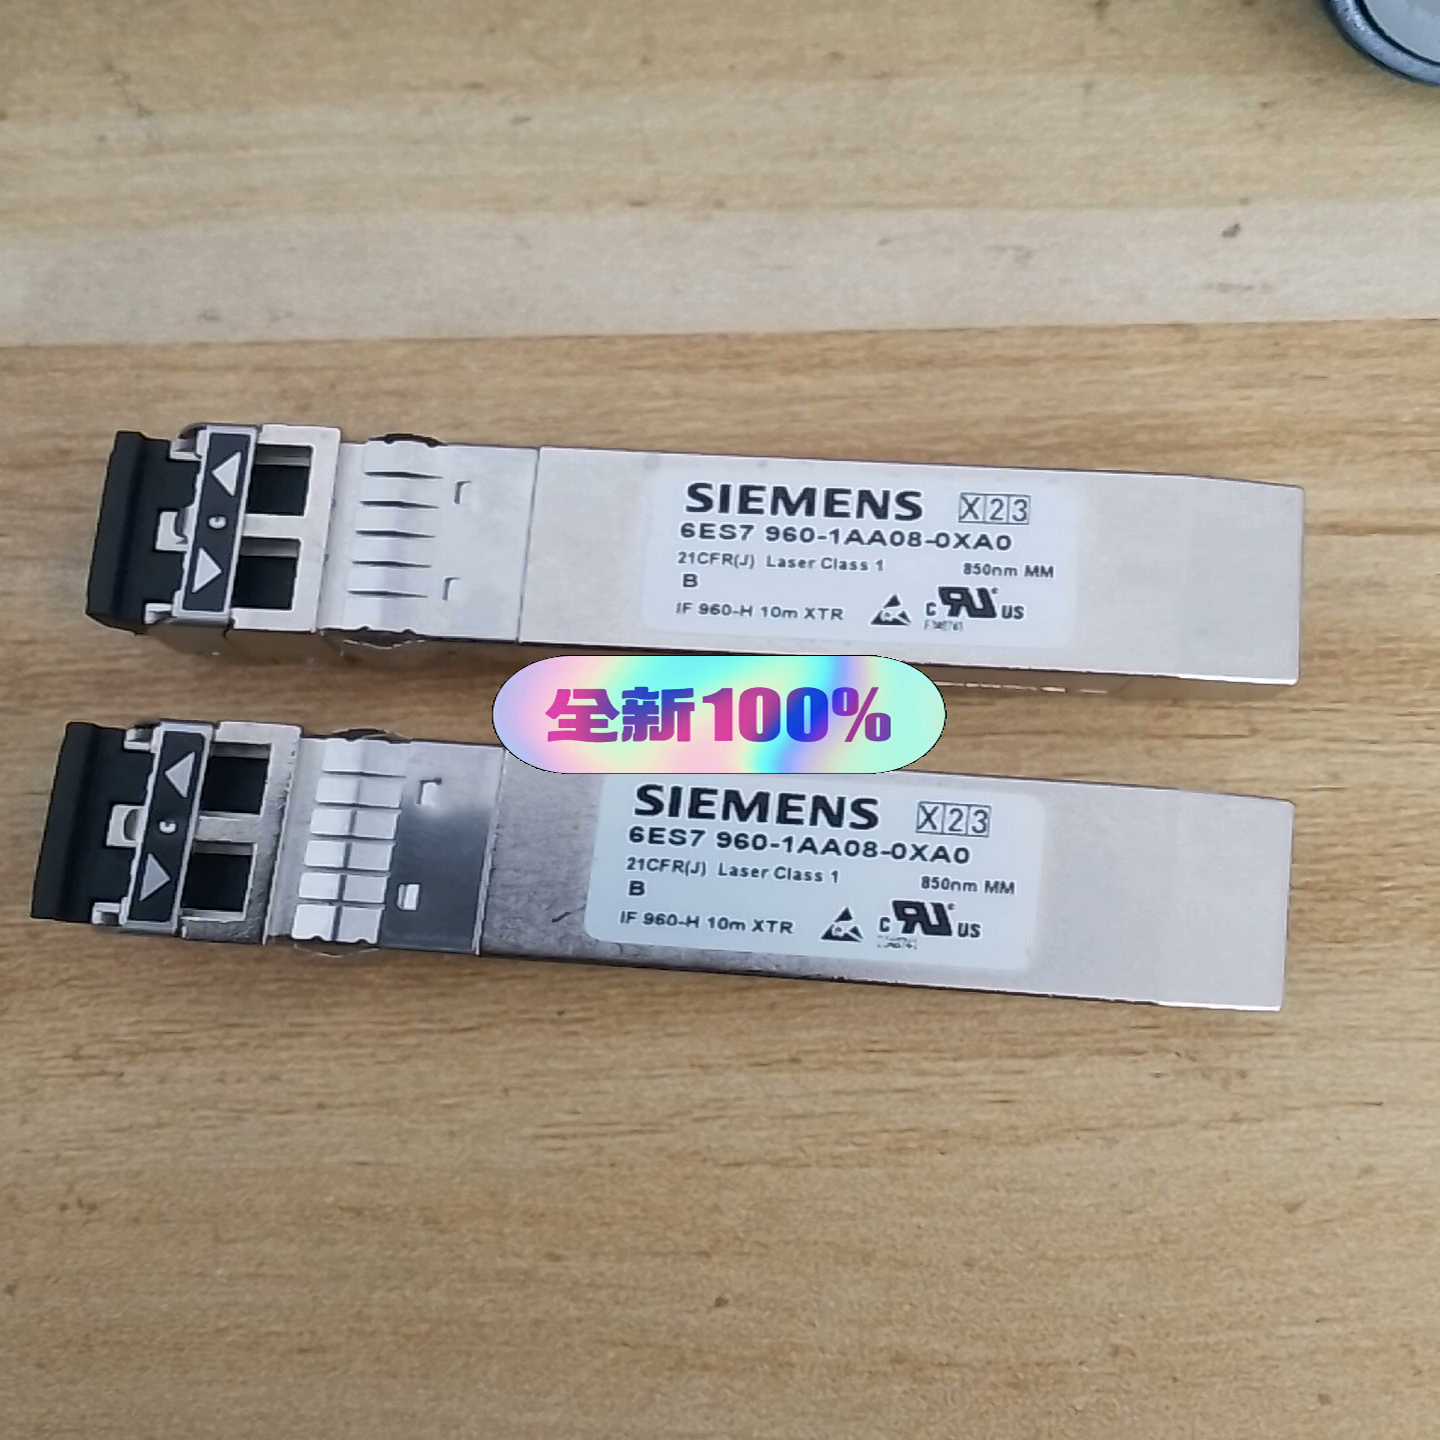 SIEMENS X23
6ES7 960-1AA08-0XA0
21CFR(J) Laser Class 1 850nm MM
B
IF 960-H 10m XTR c RU us
全新100%
SIEMENS X23
6ES7 960-1AA08-0XA0
21CFR(J) Laser Class 1 850nm MM
B
IF 960-H 10m XTR c RU us